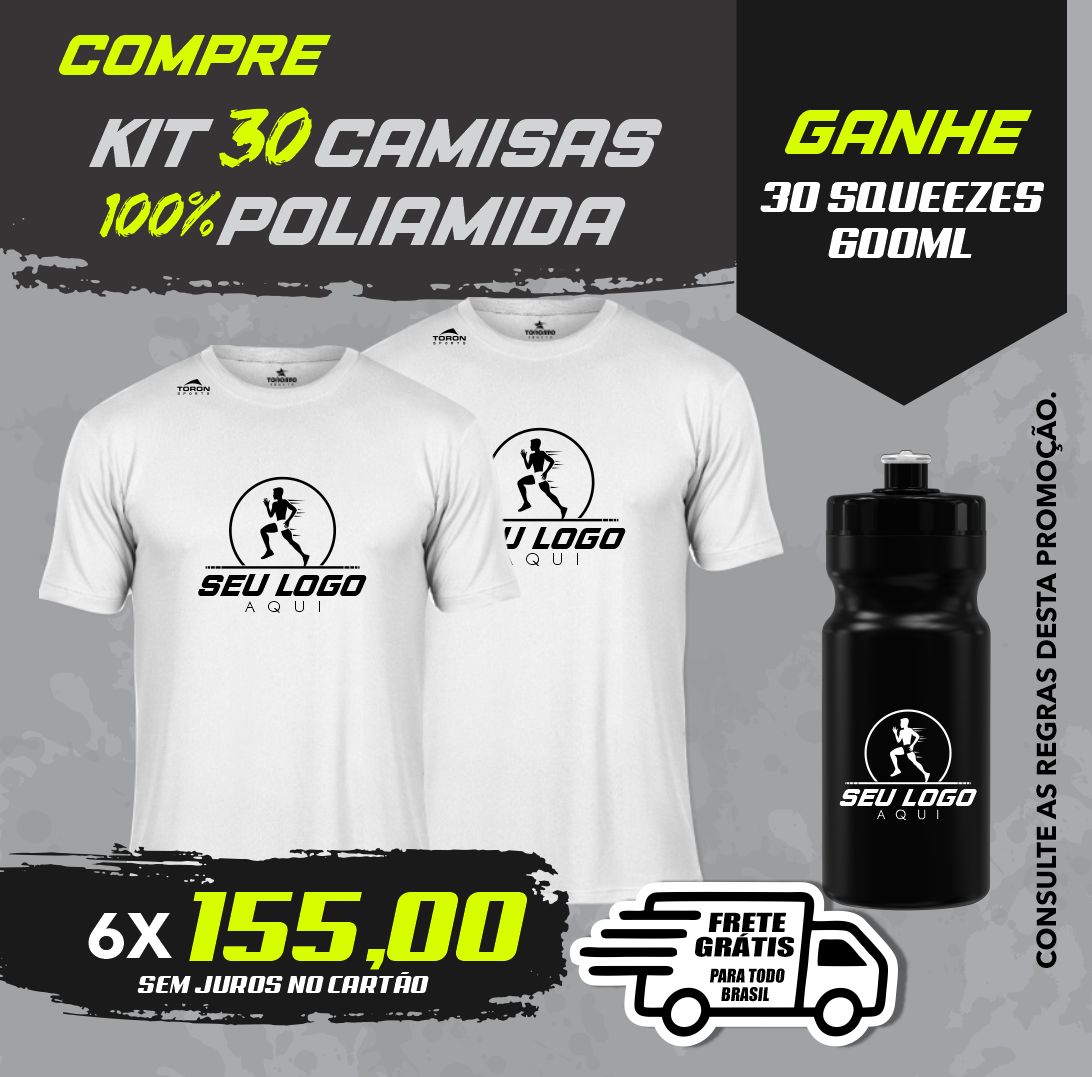 COMPRE
KIT 30 CAMISAS
100% POLIAMIDA
GANHE
30 SQUEEZES
600ML
TORON
SPORTS
TORON
SPORTS
SEU LOGO
AQUI
U LOGO
AQUI
SEU LOGO
AQUI
CONSULTE AS REGRAS DESTA PROMOÇÃO.
6X 155,00
SEM JUROS NO CARTÃO
FRETE
GRÁTIS
PARA TODO
BRASIL